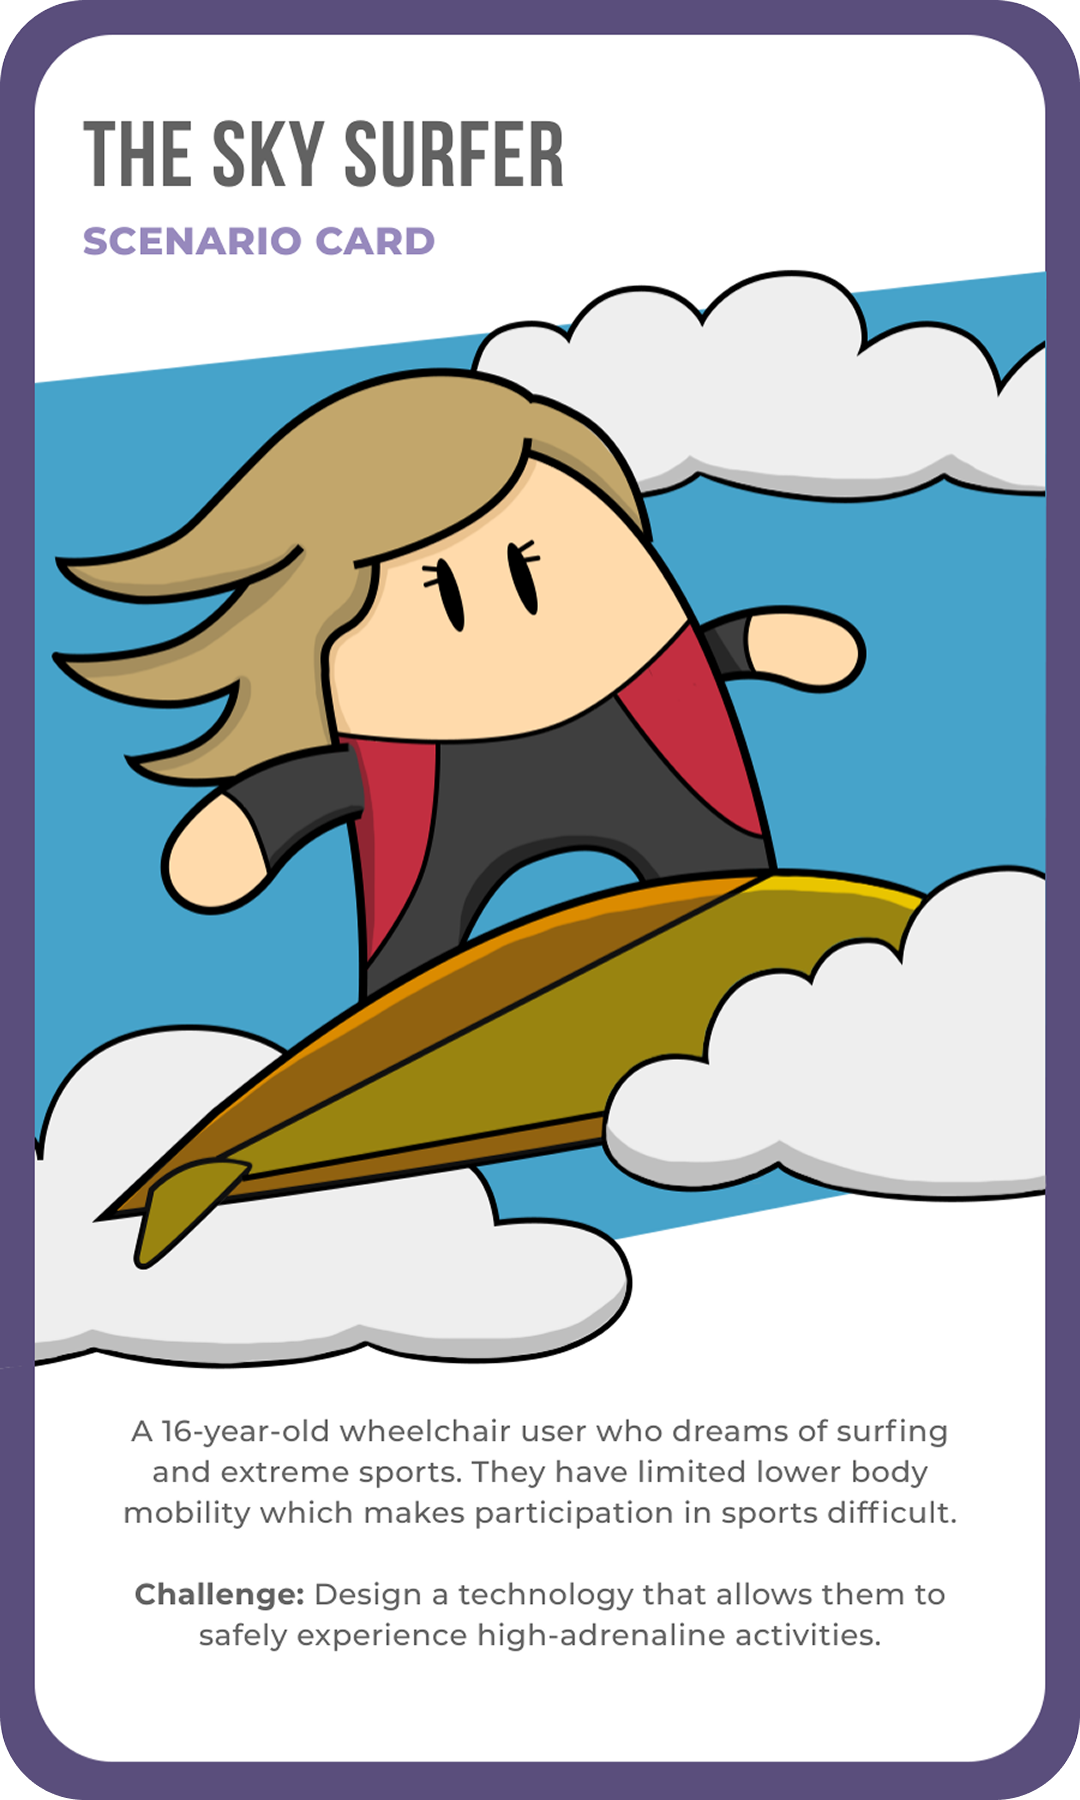 THE SKY SURFER
SCENARIO CARD
A 16-year-old wheelchair user who dreams of surfing
and extreme sports. They have limited lower body
mobility which makes participation in sports difficult.
Challenge: Design a technology that allows them to
safely experience high-adrenaline activities.